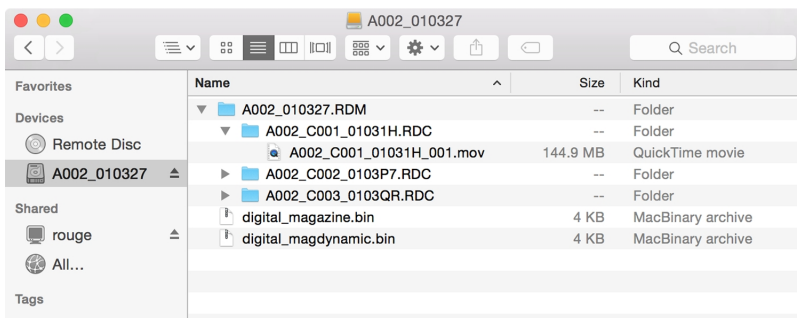 A002_010327
Search
Favorites
Devices
Remote Disc
A002_010327
Shared
rouge
All...
Tags
Name Size Kind
A002_010327.RDM -- Folder
A002_C001_01031H.RDC -- Folder
A002_C001_01031H_001.mov 144.9 MB QuickTime movie
A002_C002_0103P7.RDC -- Folder
A002_C003_0103QR.RDC -- Folder
digital_magazine.bin 4 KB MacBinary archive
digital_magdynamic.bin 4 KB MacBinary archive